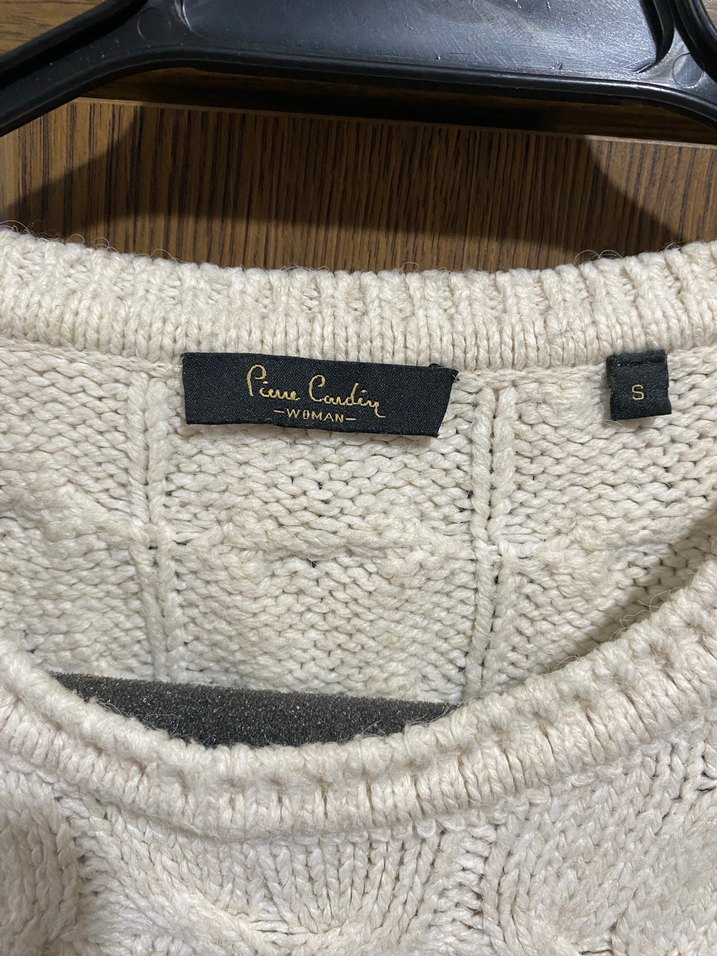 Pierre Cardin
-WOMAN-
S